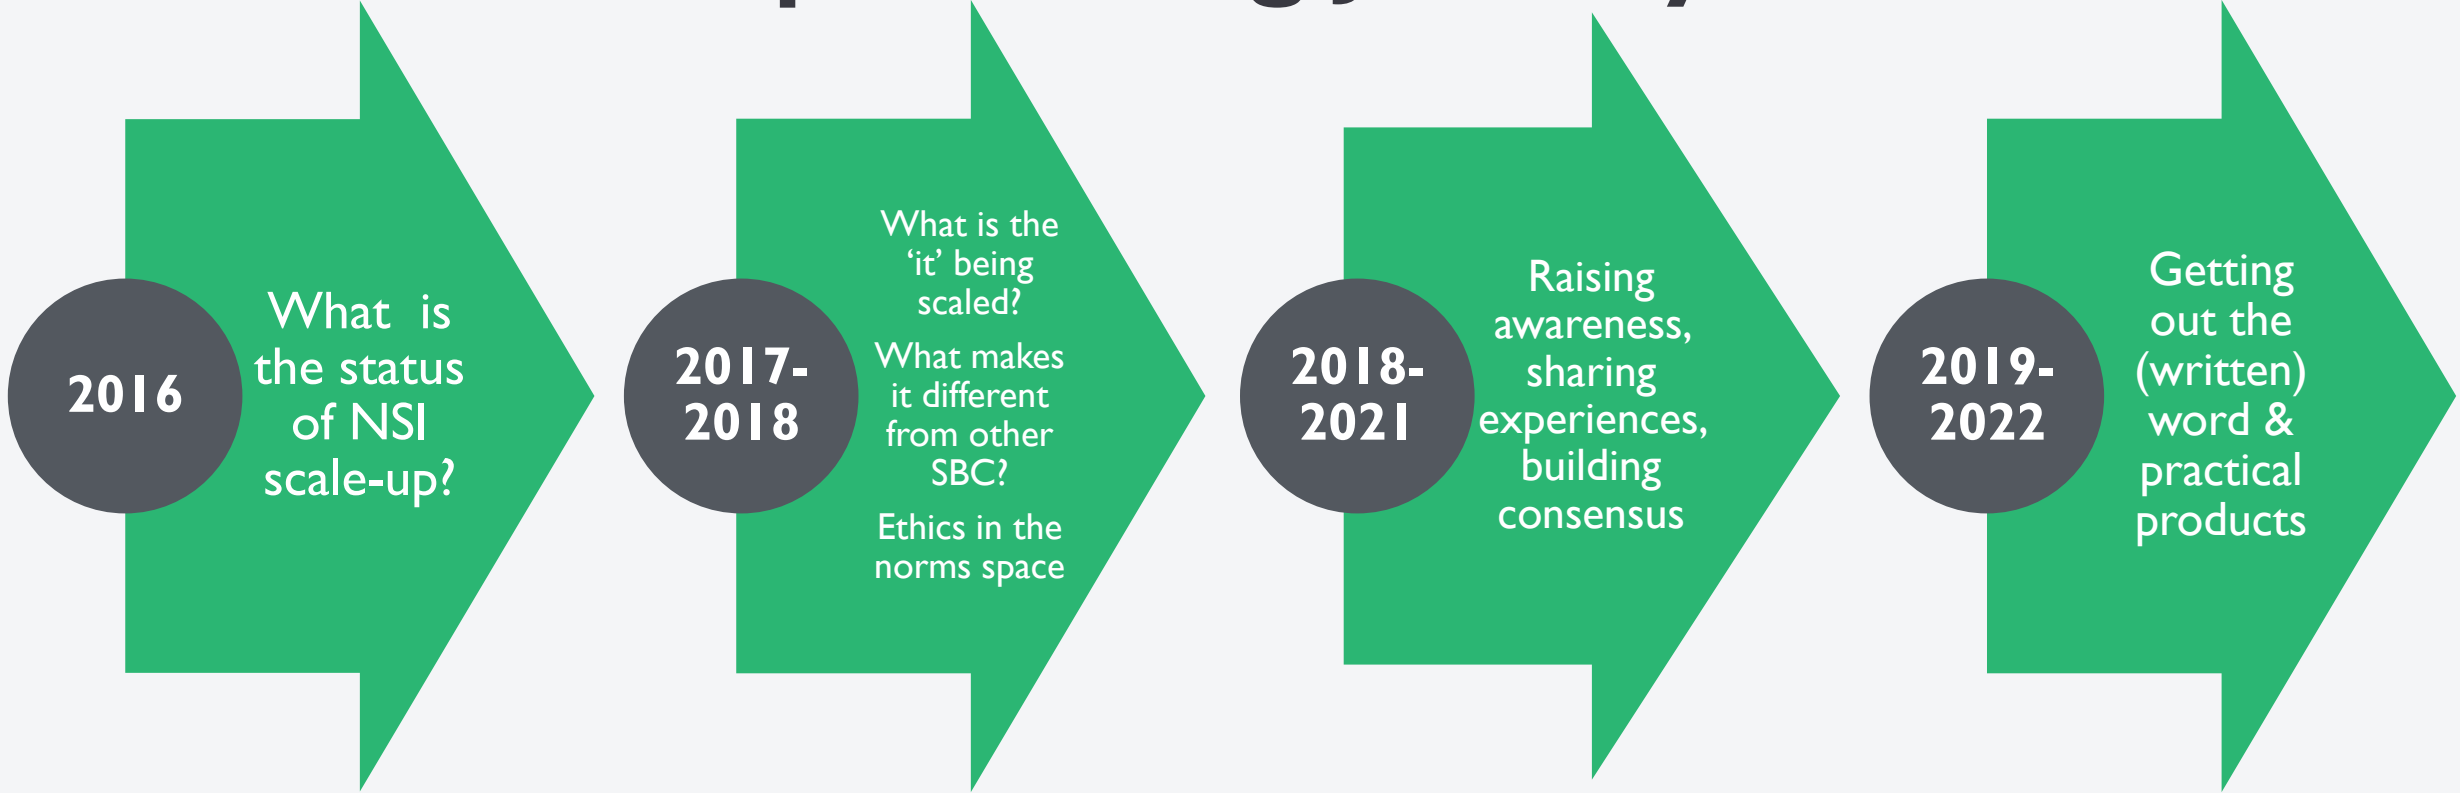 2016
What is
the status
of NSI
scale-up?
2017-
2018
What is the
‘it’ being
scaled?
What makes
it different
from other
SBC?
Ethics in the
norms space
2018-
2021
Raising
awareness,
sharing
experiences,
building
consensus
2019-
2022
Getting
out the
(written)
word &
practical
products